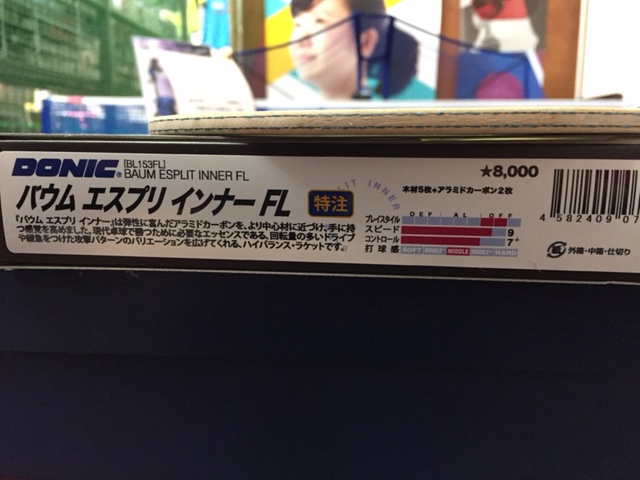 DONIC [BL153FL]
BAUM ESPLIT INNER FL
バウム エスプリ インナー FL
特注
『バウム エスプリ インナー』は弾性に富んだアラミドカーボンを、より中心材に近づけ、手に持
つ感覚を高めました。現代卓球で勝つために必要なエッセンスである、回転量の多いドライブ
や緩急をつけた攻撃パターンのバリエーションを広げてくれる、ハイバランス・ラケットです。
★8,000
木材5枚+アラミドカーボン2枚
DEF AL OFF
プレイスタイル
スピード 9
コントロール 7+
打球感 SOFT MIDDLE- MIDDLE MIDDLE+ HARD
4 582409 07
紙 外箱・中箱・仕切り